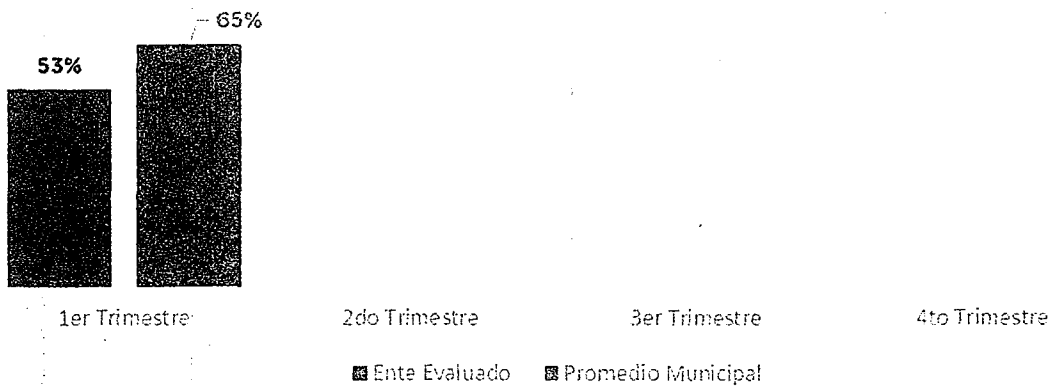 65%
53%
1er Trimestre 2do Trimestre 3er Trimestre 4to Trimestre
Ente Evaluado Promedio Municipal